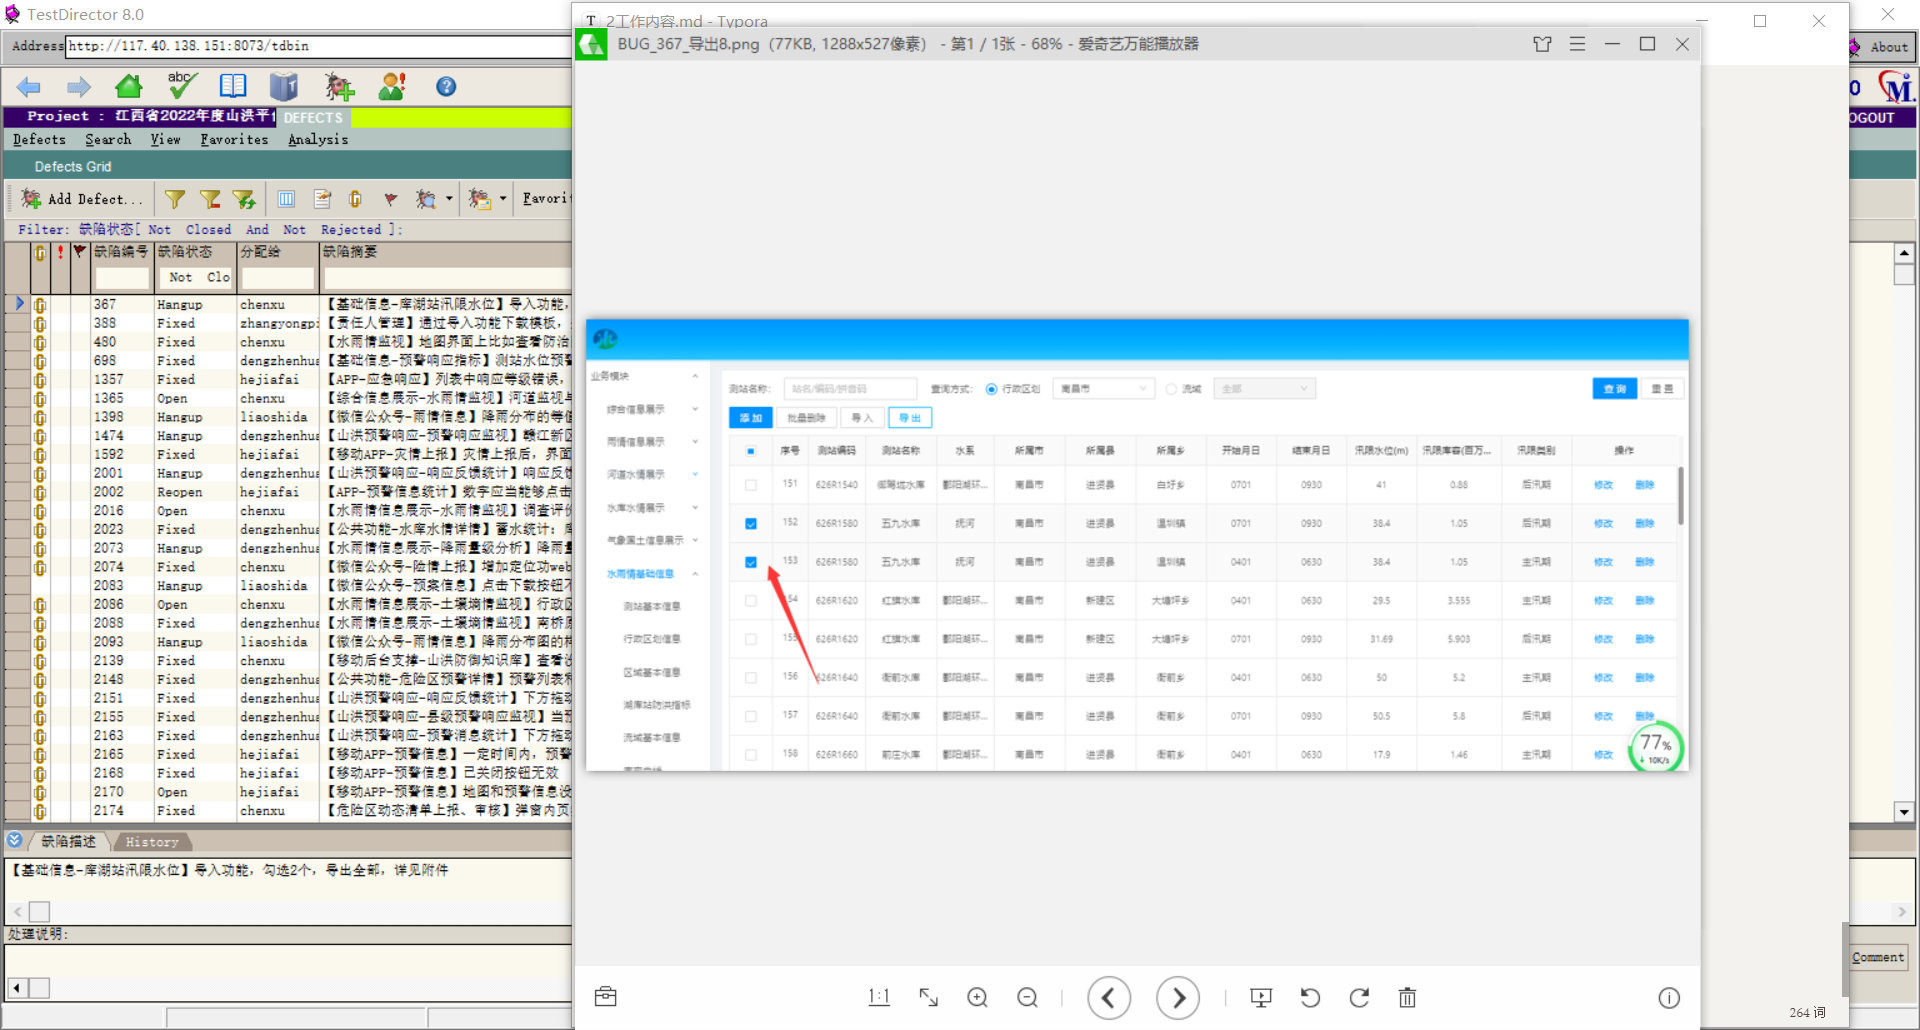 TestDirector 8.0
Address http://117.40.138.151:8073/tdbin
About
Project : 江西省2022年度山洪平台
DEFECTS
OGOUT
Defects Search View Favorites Analysis
Defects Grid
Add Defect...
Favori
Filter: 缺陷状态[ Not Closed And Not Rejected ]:
缺陷编号 缺陷状态 分配给 缺陷摘要
Not Clo
367 Hangup chenxu 【基础信息-库湖站汛限水位】导入功能,
388 Fixed zhangyongpi 【责任人管理】通过导入功能下载模板,
480 Fixed chenxu 【水雨情监视】地图界面上比如查看防治
698 Fixed dengzhenhua 【基础信息-预警响应指标】测站水位预警
1357 Fixed hejiafai 【APP-应急响应】列表中响应等级错误,
1365 Open chenxu 【综合信息展示-水雨情监视】河道监视与
1398 Hangup liaoshida 【微信公众号-雨情信息】降雨分布的等值
1474 Hangup dengzhenhua 【山洪预警响应-预警响应监视】赣江新区
1592 Fixed hejiafai 【移动APP-灾情上报】灾情上报后，界面
2001 Hangup dengzhenhua 【山洪预警响应-响应反馈统计】响应反馈
2002 Reopen hejiafai 【APP-预警信息统计】数字应当能够点击
2016 Open chenxu 【水雨情信息展示-水雨情监视】调查评价
2023 Fixed dengzhenhua 【公共功能-水库水情详情】蓄水统计：库
2073 Hangup dengzhenhua 【水雨情信息展示-降雨量级分析】降雨量
2074 Fixed chenxu 【移动APP-险情上报】增加定位功web
2083 Hangup liaoshida 【微信公众号-预案信息】点击下载按钮不
2086 Open chenxu 【水雨情信息展示-土壤墒情监视】行政区
2088 Fixed dengzhenhua 【水雨情信息展示-土壤墒情监视】南桥原
2093 Hangup liaoshida 【微信公众号-雨情信息】降雨分布图的构
2139 Fixed chenxu 【移动后台支撑-山洪防御知识库】查看没
2148 Fixed dengzhenhua 【公共功能-危险区预警详情】预警列表和
2151 Fixed dengzhenhua 【山洪预警响应-响应反馈统计】下方拖动
2155 Fixed dengzhenhua 【山洪预警响应-县级预警响应监视】当预
2163 Fixed dengzhenhua 【山洪预警响应-预警消息统计】下方拖动
2165 Fixed hejiafai 【移动APP-预警信息】一定时间内，预警
2168 Fixed hejiafai 【移动APP-预警信息】已关闭按钮无效
2170 Open hejiafai 【移动APP-预警信息】地图和预警信息没
2174 Fixed chenxu 【危险区动态清单上报、审核】弹窗内页
缺陷描述 History
【基础信息-库湖站汛限水位】导入功能，勾选2个，导出全部，详见附件
处理说明:
Comment
2工作内容.md - Typora
264 词
BUG_367_导出8.png（77KB, 1288x527像素） - 第1 / 1张 - 68% - 爱奇艺万能播放器
业务模块
综合信息展示
雨情信息展示
河道水情展示
水库水情展示
气象国土信息展示
水雨情基础信息
测站基本信息
行政区划信息
区域基本信息
湖库站防洪指标
流域基本信息
测站名称: 站名/编码/拼音码 查询方式: 行政区划 南昌市 流域 全部 查询 重置
添加 批量删除 导入 导出
序号 测站编码 测站名称 水系 所属市 所属县 所属乡 开始月日 结束月日 汛限水位(m) 汛限库容(百万... 汛限类别 操作
151 626R1540 鄱阳湖环... 南昌市 进贤县 白圩乡 0701 0930 41 0.88 后汛期 修改 删除
152 626R1580 五九水库 抚河 南昌市 进贤县 温圳镇 0701 0930 38.4 1.05 后汛期 修改 删除
153 626R1580 五九水库 抚河 南昌市 进贤县 温圳镇 0401 0630 38.4 1.05 主汛期 修改 删除
154 626R1620 红旗水库 鄱阳湖环... 南昌市 新建区 大塘坪乡 0401 0630 29.5 3.555 主汛期 修改 删除
155 626R1620 红旗水库 鄱阳湖环... 南昌市 新建区 大塘坪乡 0701 0930 31.69 5.903 后汛期 修改 删除
156 626R1640 衙前水库 鄱阳湖环... 南昌市 进贤县 衙前乡 0401 0630 50 5.2 主汛期 修改 删除
157 626R1640 衙前水库 鄱阳湖环... 南昌市 进贤县 衙前乡 0701 0930 50.5 5.8 后汛期 修改 删除
158 626R1660 前庄水库 鄱阳湖环... 南昌市 进贤县 衙前乡 0401 0630 17.9 1.46 主汛期 修改
77%
↓ 10K/s
1:1